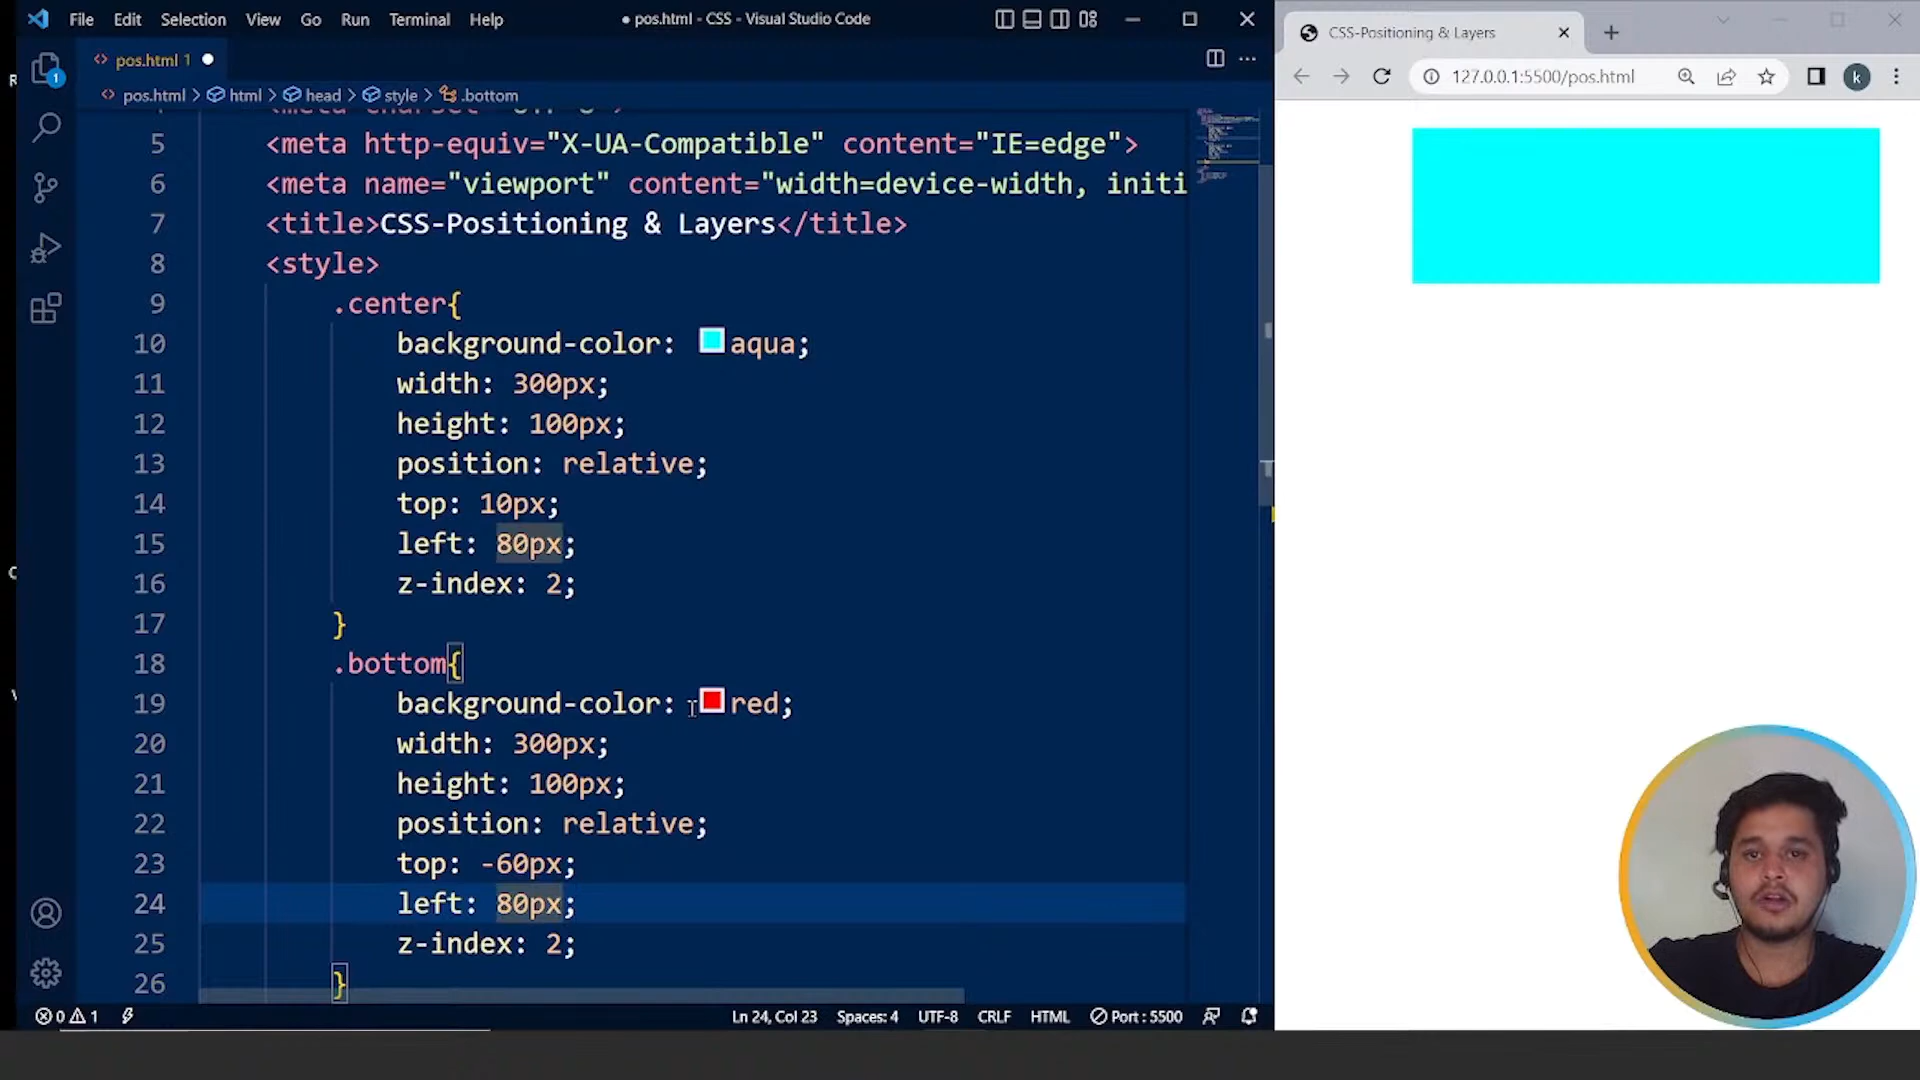 File Edit Selection View Go Run Terminal Help
● pos.html - CSS - Visual Studio Code
pos.html 1
pos.html > html > head > style > .bottom
5 <meta http-equiv="X-UA-Compatible" content="IE=edge">
6 <meta name="viewport" content="width=device-width, initi
7 <title>CSS-Positioning & Layers</title>
8 <style>
9 .center{
10 background-color: aqua;
11 width: 300px;
12 height: 100px;
13 position: relative;
14 top: 10px;
15 left: 80px;
16 z-index: 2;
17 }
18 .bottom{
19 background-color: red;
20 width: 300px;
21 height: 100px;
22 position: relative;
23 top: -60px;
24 left: 80px;
25 z-index: 2;
26 }
1
0 1
Ln 24, Col 23 Spaces: 4 UTF-8 CRLF HTML Port : 5500
CSS-Positioning & Layers
127.0.0.1:5500/pos.html
k